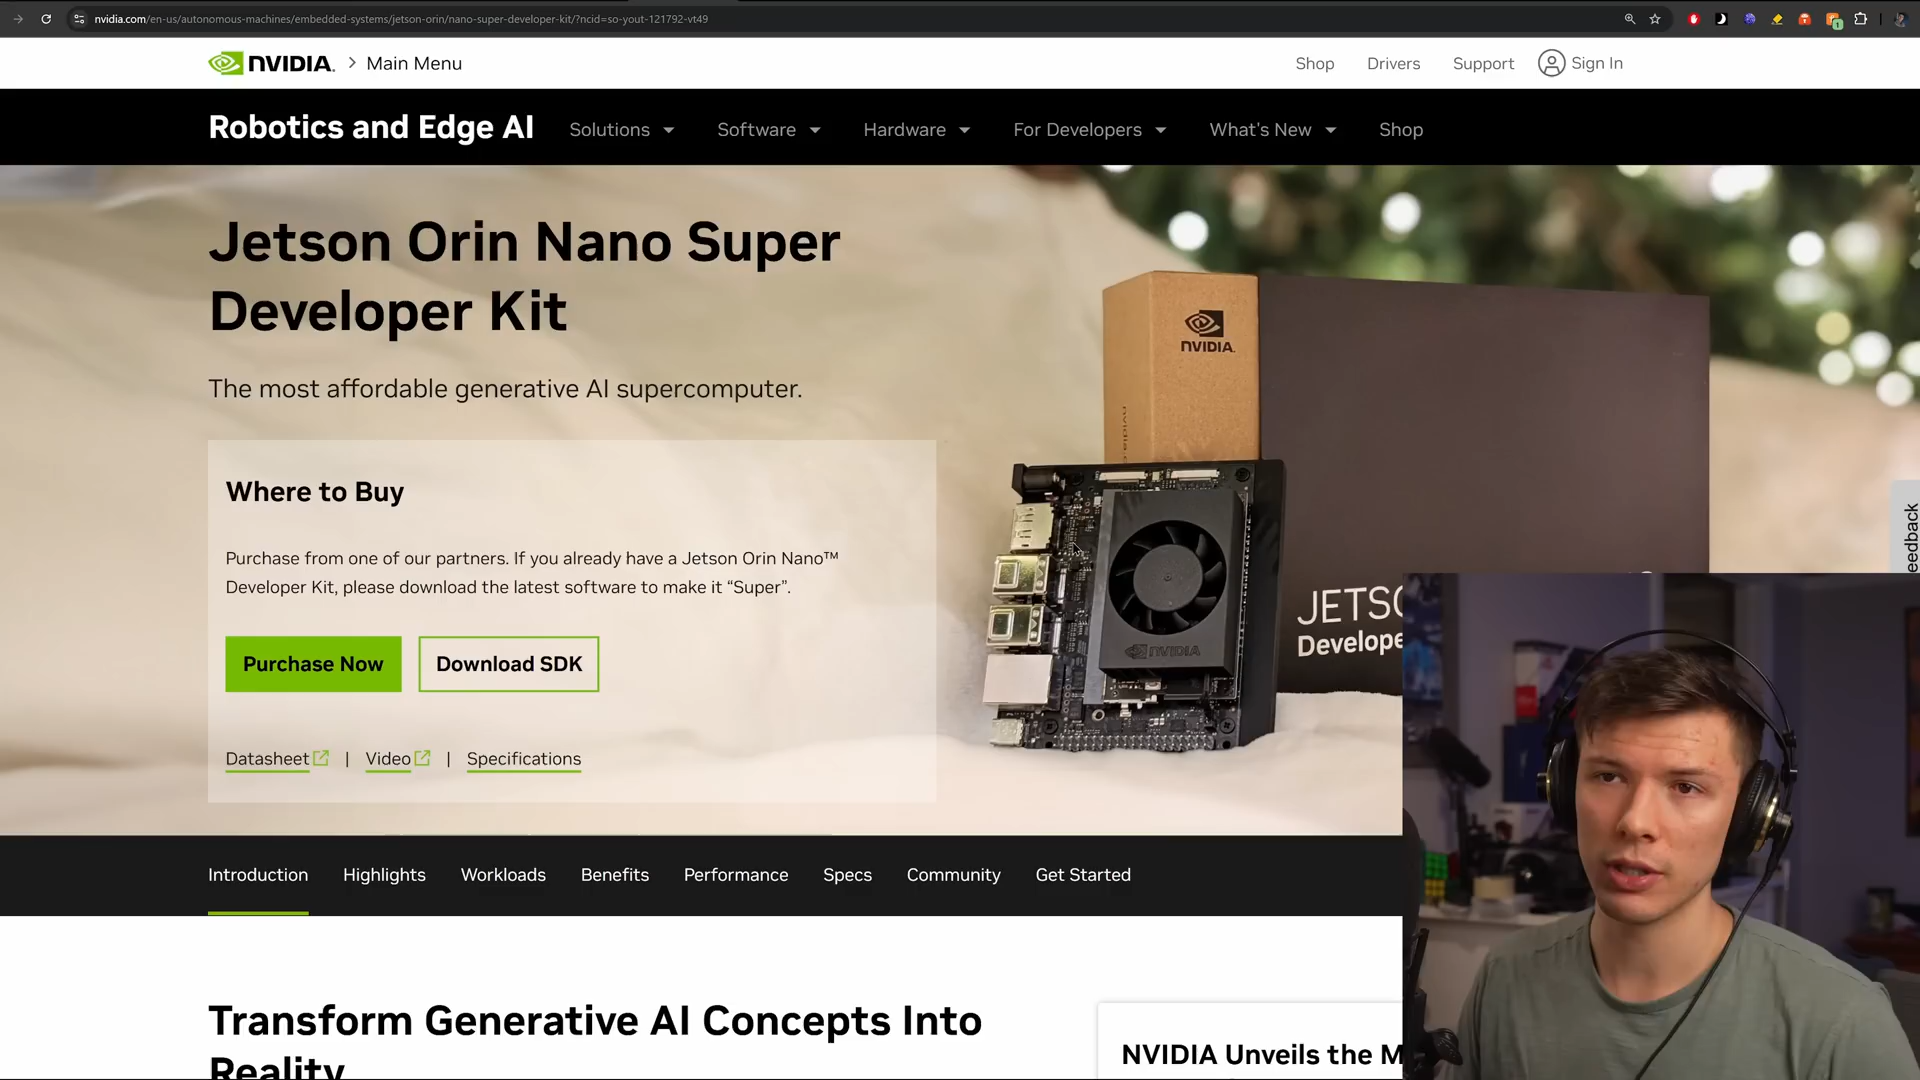 nvidia.com/en-us/autonomous-machines/embedded-systems/jetson-orin/nano-super-developer-kit/?ncid=so-yout-121792-vt49
1
NVIDIA.
Main Menu
Shop
Drivers
Support
Sign In
Robotics and Edge AI
Solutions
Software
Hardware
For Developers
What's New
Shop
Jetson Orin Nano Super
Developer Kit
The most affordable generative AI supercomputer.
Where to Buy
Purchase from one of our partners. If you already have a Jetson Orin Nano™
Developer Kit, please download the latest software to make it “Super”.
Purchase Now
Download SDK
Datasheet | Video | Specifications
NVIDIA.
NVIDIA
NVIDIA
JETSO
Develope
eedback
Introduction
Highlights
Workloads
Benefits
Performance
Specs
Community
Get Started
Transform Generative AI Concepts Into
Reality
NVIDIA Unveils the M